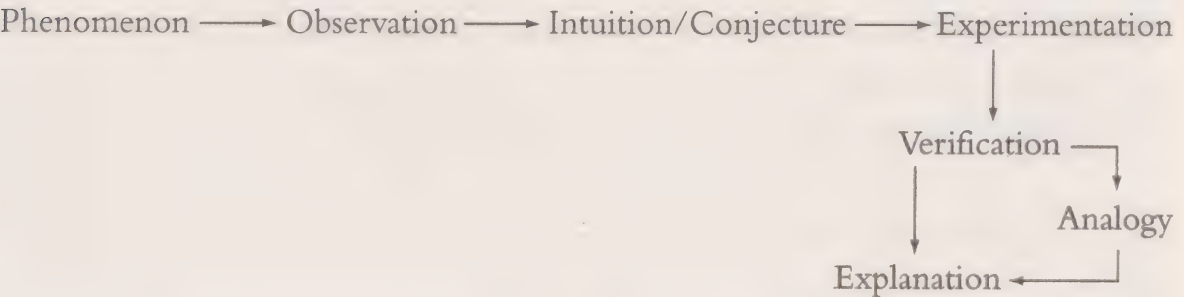 Phenomenon Observation Intuition/Conjecture Experimentation
Verification
Analogy
Explanation